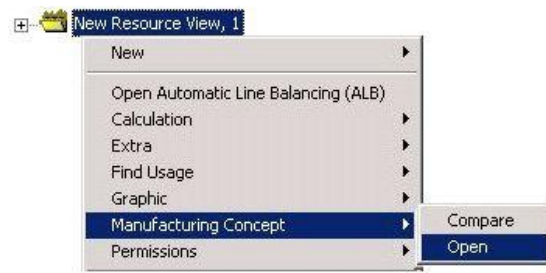 New Resource View, 1
New
Open Automatic Line Balancing (ALB)
Calculation
Extra
Find Usage
Graphic
Manufacturing Concept
Permissions
Compare
Open